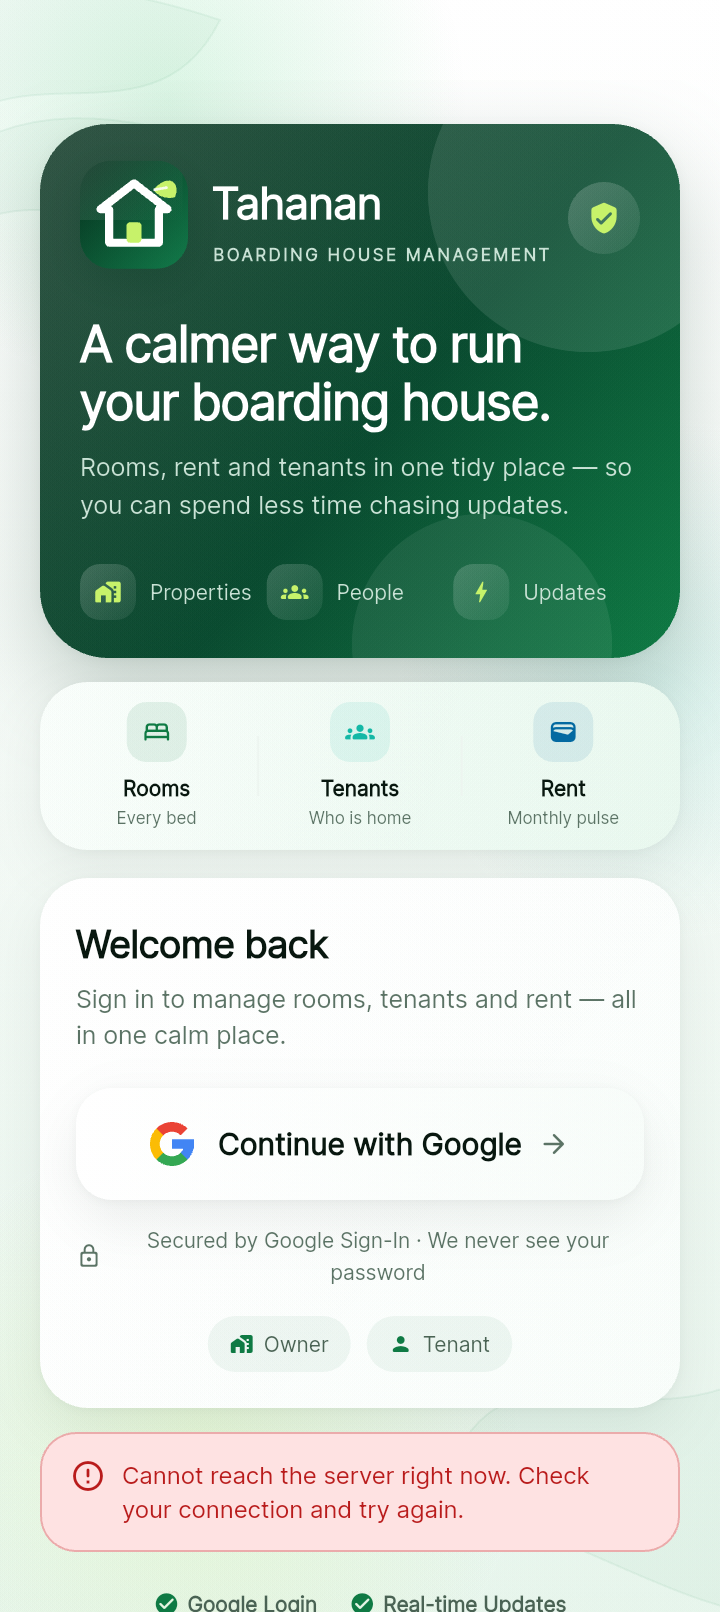 Tahanan
BOARDING HOUSE MANAGEMENT
A calmer way to run
your boarding house.
Rooms, rent and tenants in one tidy place — so
you can spend less time chasing updates.
Properties
People
Updates
Rooms
Every bed
Tenants
Who is home
Rent
Monthly pulse
Welcome back
Sign in to manage rooms, tenants and rent — all
in one calm place.
Continue with Google
Secured by Google Sign-In · We never see your
password
Owner
Tenant
Cannot reach the server right now. Check
your connection and try again.
Google Login
Real-time Updates